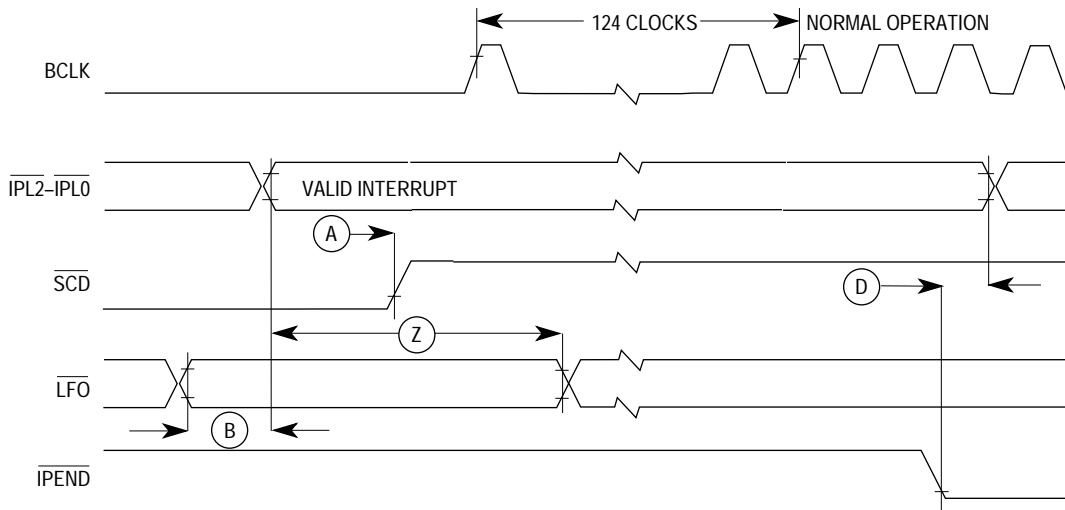 124 CLOCKS
NORMAL OPERATION
BCLK
IPL2–IPL0
VALID INTERRUPT
A
SCD
D
Z
LFO
B
IPEND